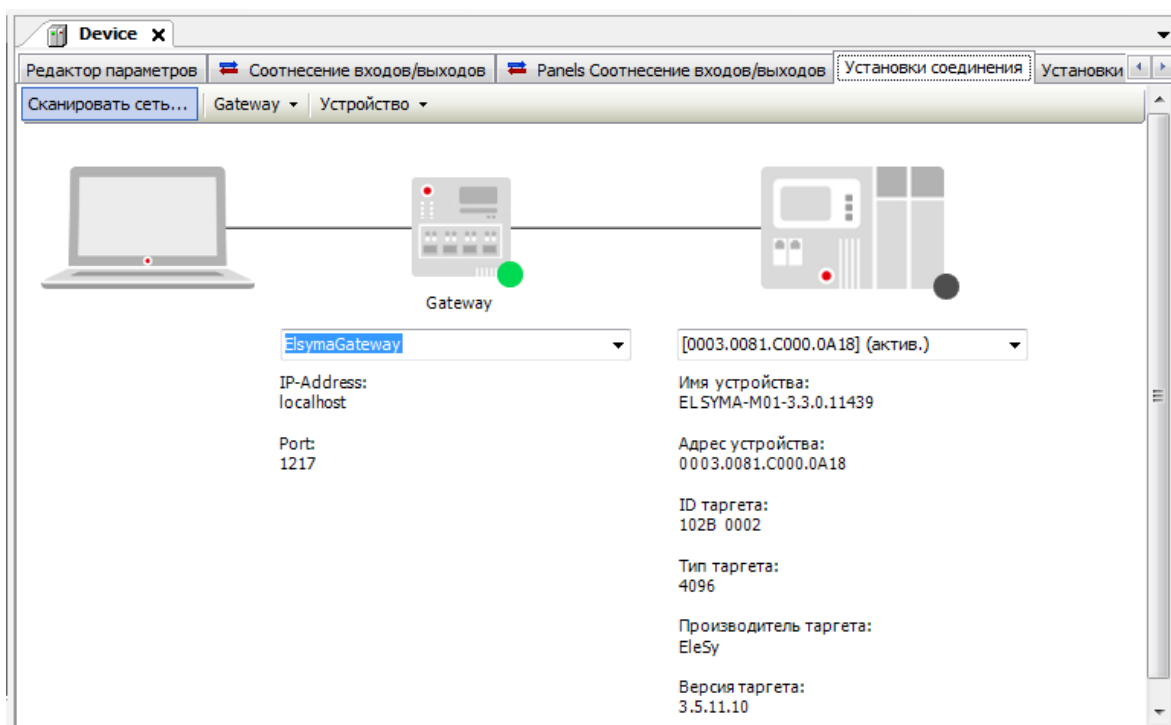 Device
Редактор параметров Соотнесение входов/выходов Panels Соотнесение входов/выходов Установки соединения Установки
Сканировать сеть... Gateway Устройство
Gateway
ElsymaGateway [0003.0081.C000.0A18] (актив.)
IP-Address: Имя устройства:
localhost ELSYMA-M01-3.3.0.11439
Port: Адрес устройства:
1217 0003.0081.C000.0A18
ID таргета:
102B 0002
Тип таргета:
4096
Производитель таргета:
EleSy
Версия таргета:
3.5.11.10